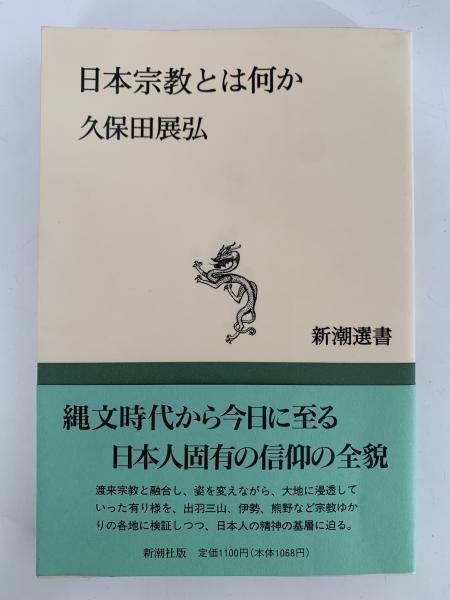 日本宗教とは何か
久保田展弘
新潮選書
縄文時代から今日に至る
日本人固有の信仰の全貌
渡来宗教と融合し、姿を変えながら、大地に浸透して
いった有り様を、出羽三山、伊勢、熊野など宗教ゆか
りの各地に検証しつつ、日本人の精神の基層に迫る。
新潮社版 定価1100円(本体1068円)